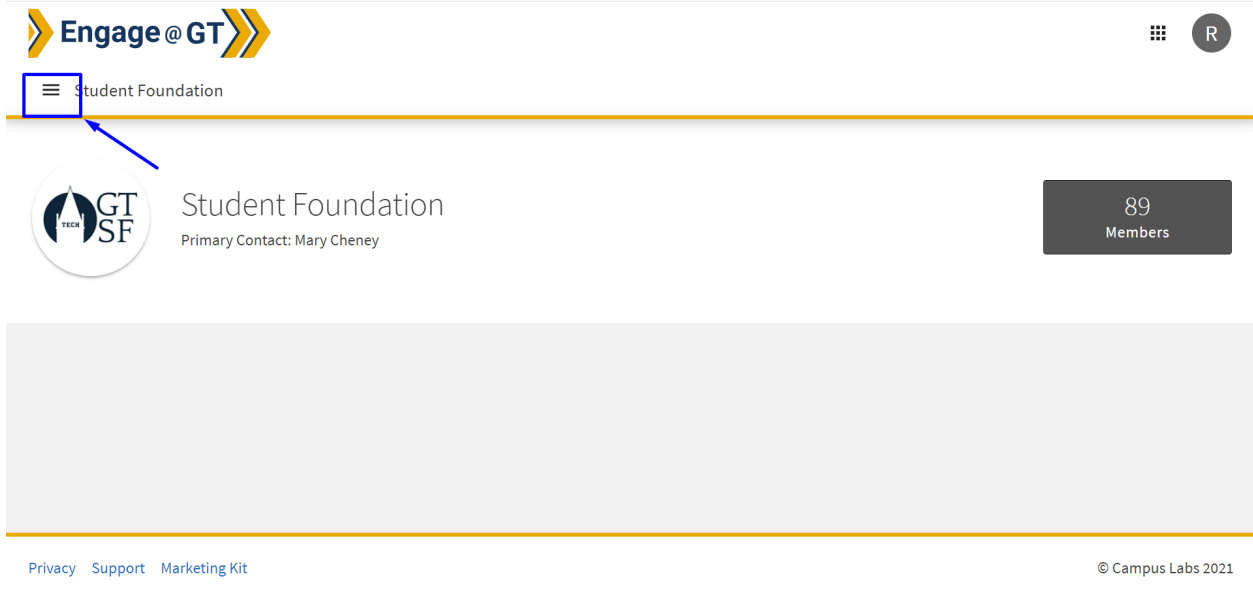 Engage@GT
R
Student Foundation
GT
TECH
SF
Student Foundation
Primary Contact: Mary Cheney
89
Members
Privacy Support Marketing Kit
© Campus Labs 2021